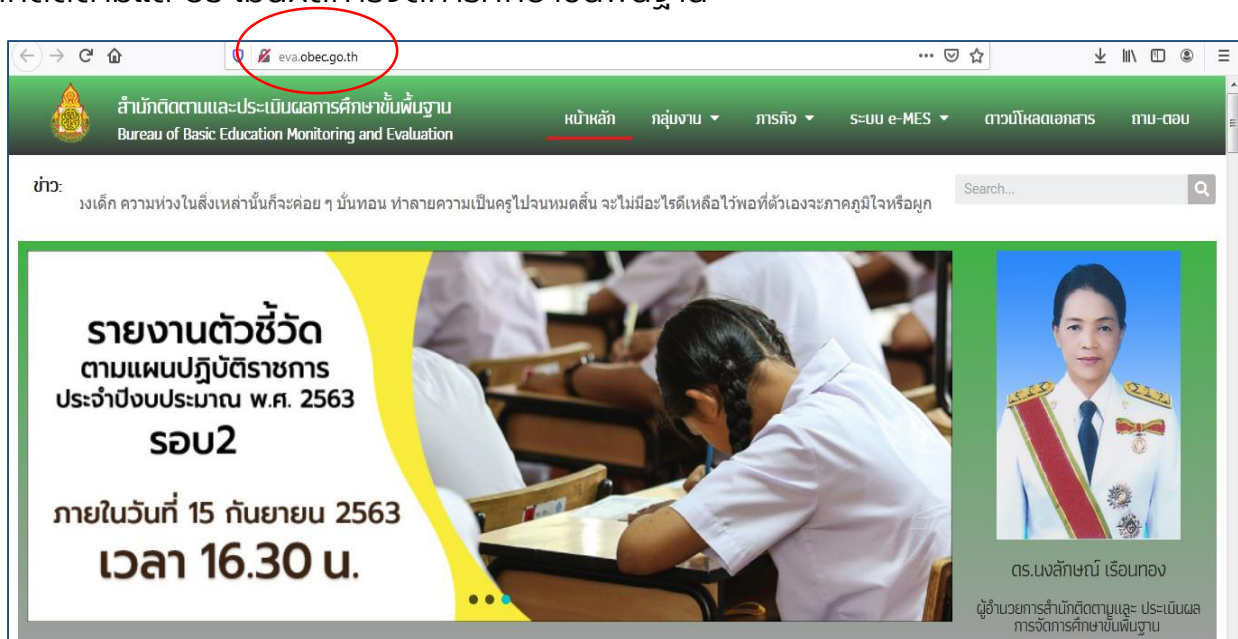 eva.obec.go.th
สำนักติดตามและประเมินผลการศึกษาขั้นพื้นฐาน
Bureau of Basic Education Monitoring and Evaluation
หน้าหลัก กลุ่มงาน ภารกิจ ระบบ e-MES ดาวน์โหลดเอกสาร ถาม-ตอบ
ข่าว:
วงเด็ก ความห่วงในสิ่งเหล่านั้นก็จะค่อย ๆ บั่นทอน ทำลายความเป็นครูไปจนหมดสิ้น จะไม่มีอะไรดีเหลือไว้พอที่ตัวเองจะภาคภูมิใจหรือผูก
Search...
รายงานตัวชี้วัด
ตามแผนปฏิบัติราชการ
ประจำปีงบประมาณ พ.ศ. 2563
รอบ2
ภายในวันที่ 15 กันยายน 2563
เวลา 16.30 น.
ดร.นงลักษณ์ เรือนทอง
ผู้อำนวยการสำนักติดตามและ ประเมินผล
การจัดการศึกษาขั้นพื้นฐาน